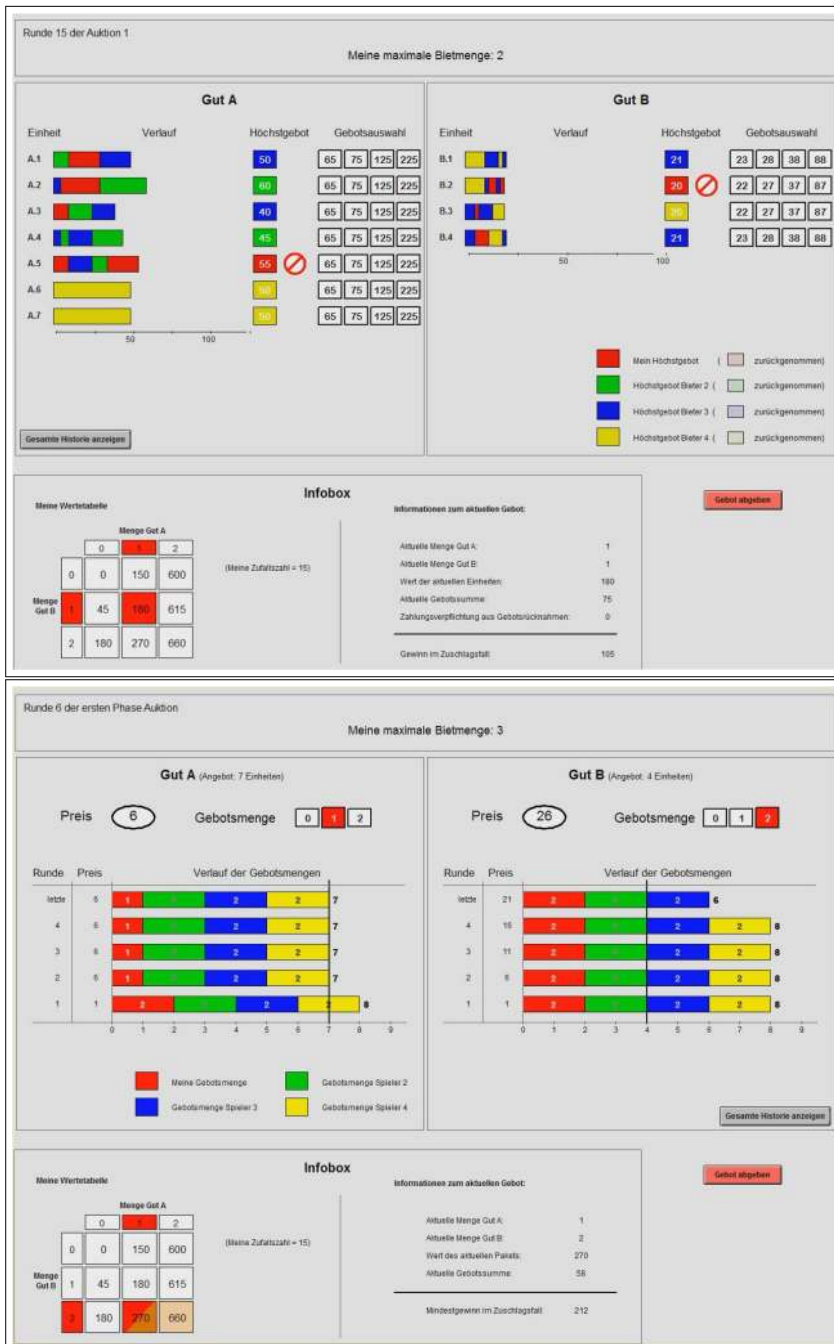 Runde 15 der Auktion 1
Meine maximale Bietmenge: 2
Gut A
Einheit Verlauf Höchstgebot Gebotsauswahl
A.1 50 65 75 125 225
A.2 60 65 75 125 225
A.3 40 65 75 125 225
A.4 45 65 75 125 225
A.5 55 65 75 125 225
A.6 50 65 75 125 225
A.7 50 65 75 125 225
50 100
Gesamte Historie anzeigen
Gut B
Einheit Verlauf Höchstgebot Gebotsauswahl
B.1 21 23 28 38 88
B.2 20 22 27 37 87
B.3 20 22 27 37 87
B.4 21 23 28 38 88
50 100
Mein Höchstgebot ( zurückgenommen)
Höchstgebot Bieter 2 ( zurückgenommen)
Höchstgebot Bieter 3 ( zurückgenommen)
Höchstgebot Bieter 4 ( zurückgenommen)
Infobox
Meine Wertetabelle
Menge Gut A
0 1 2
0 0 150 600
Menge Gut B 1 45 180 615
2 180 270 660
(Meine Zufallszahl = 15)
Informationen zum aktuellen Gebot:
Aktuelle Menge Gut A: 1
Aktuelle Menge Gut B: 1
Wert der aktuellen Einheiten: 180
Aktuelle Gebotssumme: 75
Zahlungsverpflichtung aus Gebotsrücknahmen: 0
Gewinn im Zuschlagsfall: 105
Gebot abgeben
Runde 6 der ersten Phase Auktion
Meine maximale Bietmenge: 3
Gut A (Angebot: 7 Einheiten)
Preis 6 Gebotsmenge 0 1 2
Runde Preis Verlauf der Gebotsmengen
letzte 6 1 2 2 2 7
4 6 1 2 2 2 7
3 6 1 2 2 2 7
2 6 1 2 2 2 7
1 1 2 2 2 2 8
0 1 2 3 4 5 6 7 8 9
Meine Gebotsmenge Gebotsmenge Spieler 2
Gebotsmenge Spieler 3 Gebotsmenge Spieler 4
Gut B (Angebot: 4 Einheiten)
Preis 26 Gebotsmenge 0 1 2
Runde Preis Verlauf der Gebotsmengen
letzte 21 2 2 2 6
4 16 2 2 2 2 8
3 11 2 2 2 2 8
2 6 2 2 2 2 8
1 1 2 2 2 2 8
0 1 2 3 4 5 6 7 8 9
Gesamte Historie anzeigen
Infobox
Meine Wertetabelle
Menge Gut A
0 1 2
0 0 150 600
Menge Gut B 1 45 180 615
2 180 270 660
(Meine Zufallszahl = 15)
Informationen zum aktuellen Gebot:
Aktuelle Menge Gut A: 1
Aktuelle Menge Gut B: 2
Wert des aktuellen Pakets: 270
Aktuelle Gebotssumme: 58
Mindestgewinn im Zuschlagsfall: 212
Gebot abgeben